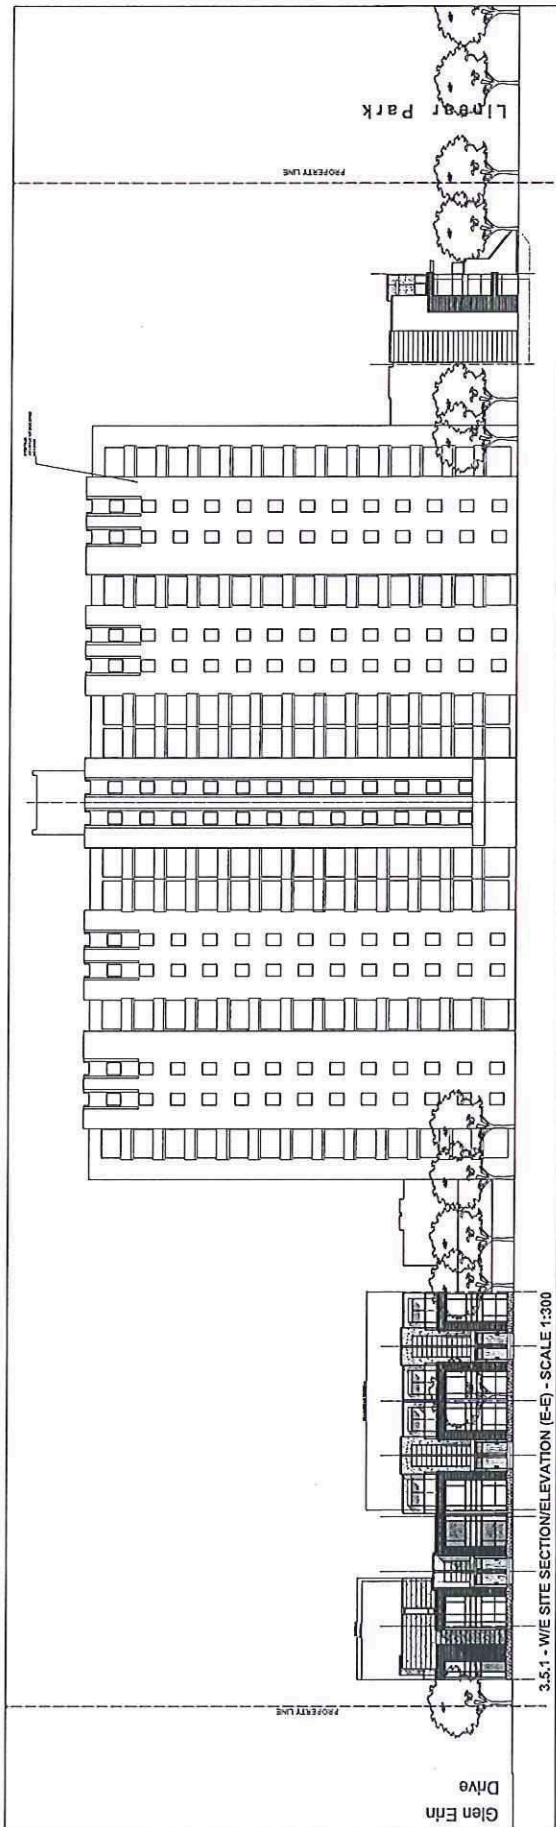 Glen Erin
Drive
PROPERTY LINE
PROPERTY LINE
Linear Park
3.5.1 - W/E SITE SECTION/ELEVATION (E-E) - SCALE 1:300